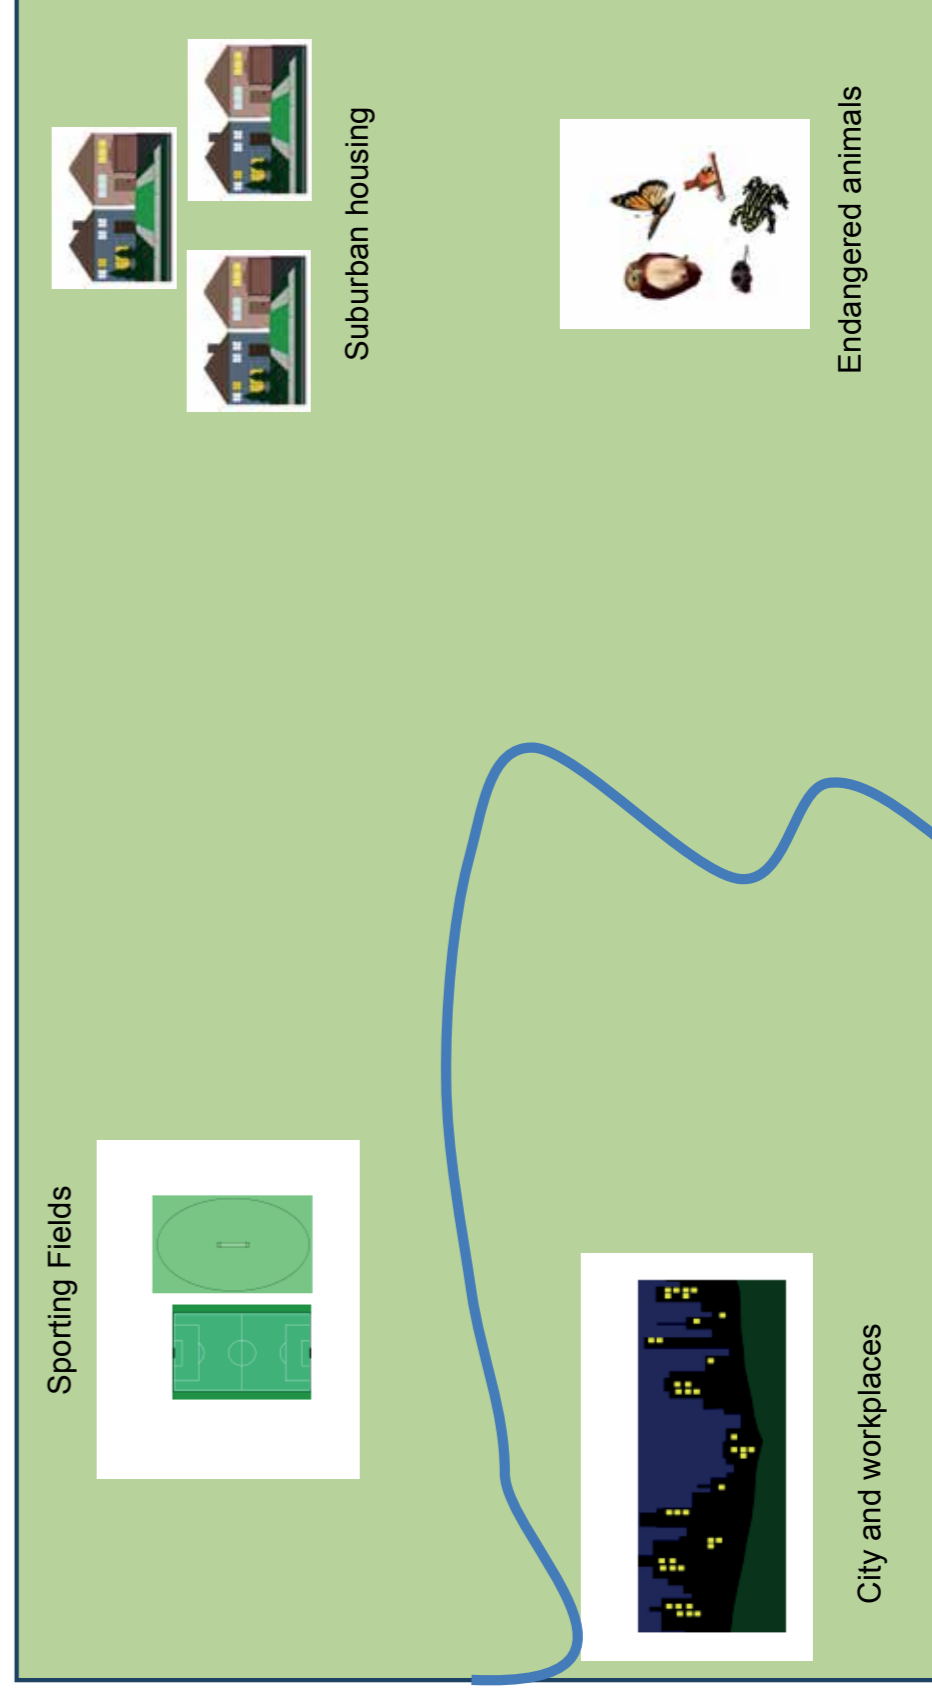 Sporting Fields
Suburban housing
City and workplaces
Endangered animals